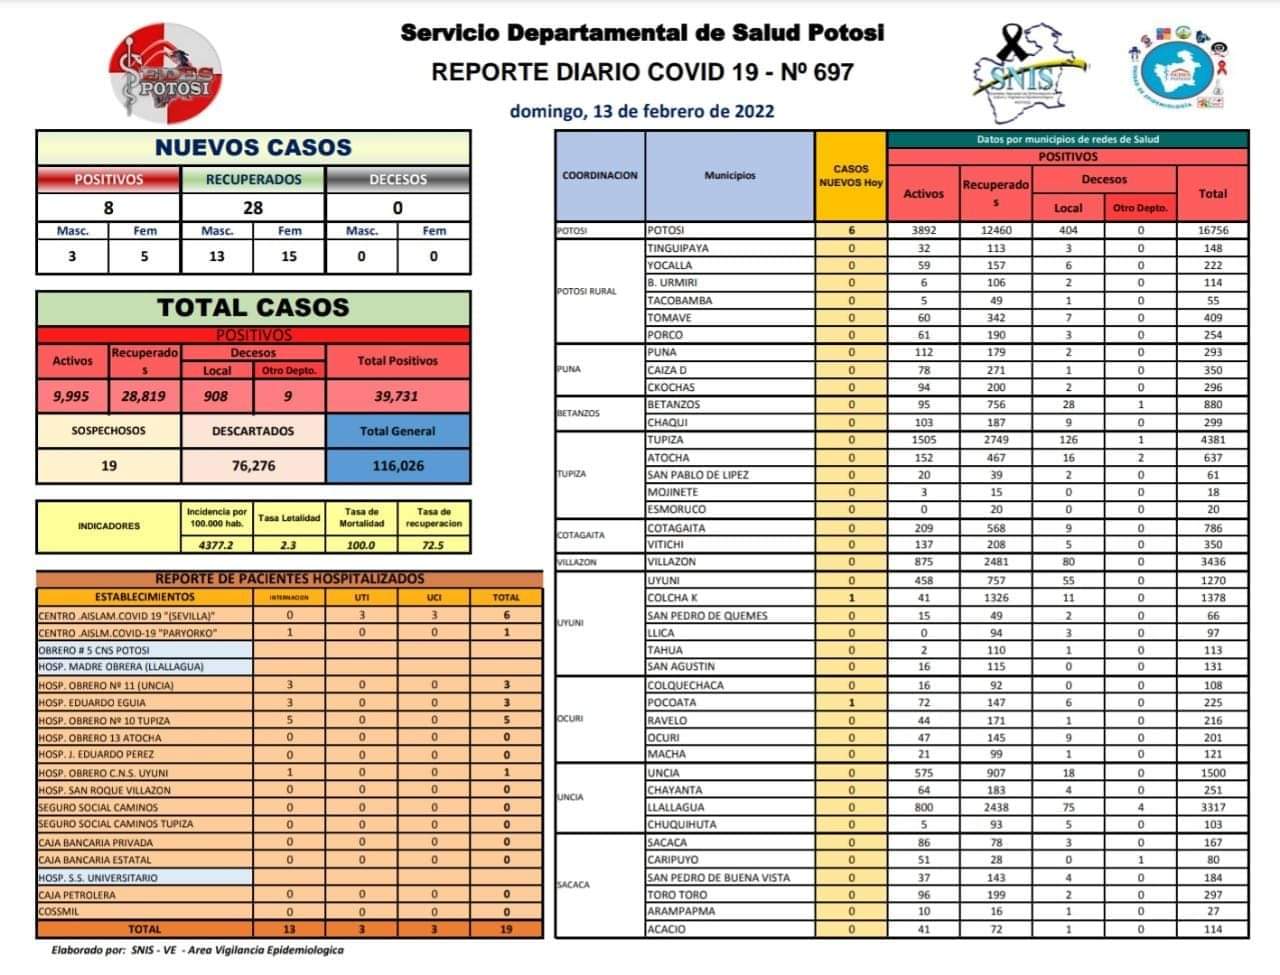 Servicio Departamental de Salud Potosi
REPORTE DIARIO COVID 19 - Nº 697
domingo, 13 de febrero de 2022
SEDES
POTOSI
SNIS
NUEVOS CASOS
POSITIVOS RECUPERADOS DECESOS
8 28 0
Masc. Fem Masc. Fem Masc. Fem
3 5 13 15 0 0
TOTAL CASOS
POSITIVOS
Activos Recuperado s Decesos Total Positivos
Local Otro Depto.
9,995 28,819 908 9 39,731
SOSPECHOSOS DESCARTADOS Total General
19 76,276 116,026
INDICADORES Incidencia por 100.000 hab. Tasa Letalidad Tasa de Mortalidad Tasa de recuperacion
4377.2 2.3 100.0 72.5
REPORTE DE PACIENTES HOSPITALIZADOS
ESTABLECIMIENTOS INTERNACION UTI UCI TOTAL
CENTRO .AISLAM.COVID 19 "(SEVILLA)" 0 3 3 6
CENTRO .AISLM.COVID-19 "PARYORKO" 1 0 0 1
OBRERO # 5 CNS POTOSI
HOSP. MADRE OBRERA (LLALLAGUA)
HOSP. OBRERO Nº 11 (UNCIA) 3 0 0 3
HOSP. EDUARDO EGUIA 3 0 0 3
HOSP. OBRERO Nº 10 TUPIZA 5 0 0 5
HOSP. OBRERO 13 ATOCHA 0 0 0 0
HOSP. J. EDUARDO PEREZ 0 0 0 0
HOSP. OBRERO C.N.S. UYUNI 1 0 0 1
HOSP. SAN ROQUE VILLAZON 0 0 0 0
SEGURO SOCIAL CAMINOS 0 0 0 0
SEGURO SOCIAL CAMINOS TUPIZA 0 0 0 0
CAJA BANCARIA PRIVADA 0 0 0 0
CAJA BANCARIA ESTATAL 0 0 0 0
HOSP. S.S. UNIVERSITARIO
CAJA PETROLERA 0 0 0 0
COSSMIL 0 0 0 0
TOTAL 13 3 3 19
Elaborado por: SNIS - VE - Area Vigilancia Epidemiologica
Datos por municipios de redes de Salud
POSITIVOS
COORDINACION Municipios CASOS NUEVOS Hoy Activos Recuperado s Decesos Total
Local Otro Depto.
POTOSI POTOSI 6 3892 12460 404 0 16756
POTOSI RURAL TINGUIPAYA 0 32 113 3 0 148
YOCALLA 0 59 157 6 0 222
B. URMIRI 0 6 106 2 0 114
TACOBAMBA 0 5 49 1 0 55
TOMAVE 0 60 342 7 0 409
PORCO 0 61 190 3 0 254
PUNA PUNA 0 112 179 2 0 293
CAIZA D 0 78 271 1 0 350
CKOCHAS 0 94 200 2 0 296
BETANZOS BETANZOS 0 95 756 28 1 880
CHAQUI 0 103 187 9 0 299
TUPIZA TUPIZA 0 1505 2749 126 1 4381
ATOCHA 0 152 467 16 2 637
SAN PABLO DE LIPEZ 0 20 39 2 0 61
MOJINETE 0 3 15 0 0 18
ESMORUCO 0 0 20 0 0 20
COTAGAITA COTAGAITA 0 209 568 9 0 786
VITICHI 0 137 208 5 0 350
VILLAZON VILLAZON 0 875 2481 80 0 3436
UYUNI UYUNI 0 458 757 55 0 1270
COLCHA K 1 41 1326 11 0 1378
SAN PEDRO DE QUEMES 0 15 49 2 0 66
LLICA 0 0 94 3 0 97
TAHUA 0 2 110 1 0 113
SAN AGUSTIN 0 16 115 0 0 131
OCURI COLQUECHACA 0 16 92 0 0 108
POCOATA 1 72 147 6 0 225
RAVELO 0 44 171 1 0 216
OCURI 0 47 145 9 0 201
MACHA 0 21 99 1 0 121
UNCIA UNCIA 0 575 907 18 0 1500
CHAYANTA 0 64 183 4 0 251
LLALLAGUA 0 800 2438 75 4 3317
CHUQUIHUTA 0 5 93 5 0 103
SACACA SACACA 0 86 78 3 0 167
CARIPUYO 0 51 28 0 1 80
SAN PEDRO DE BUENA VISTA 0 37 143 4 0 184
TORO TORO 0 96 199 2 0 297
ARAMPAPMA 0 10 16 1 0 27
ACACIO 0 41 72 1 0 114